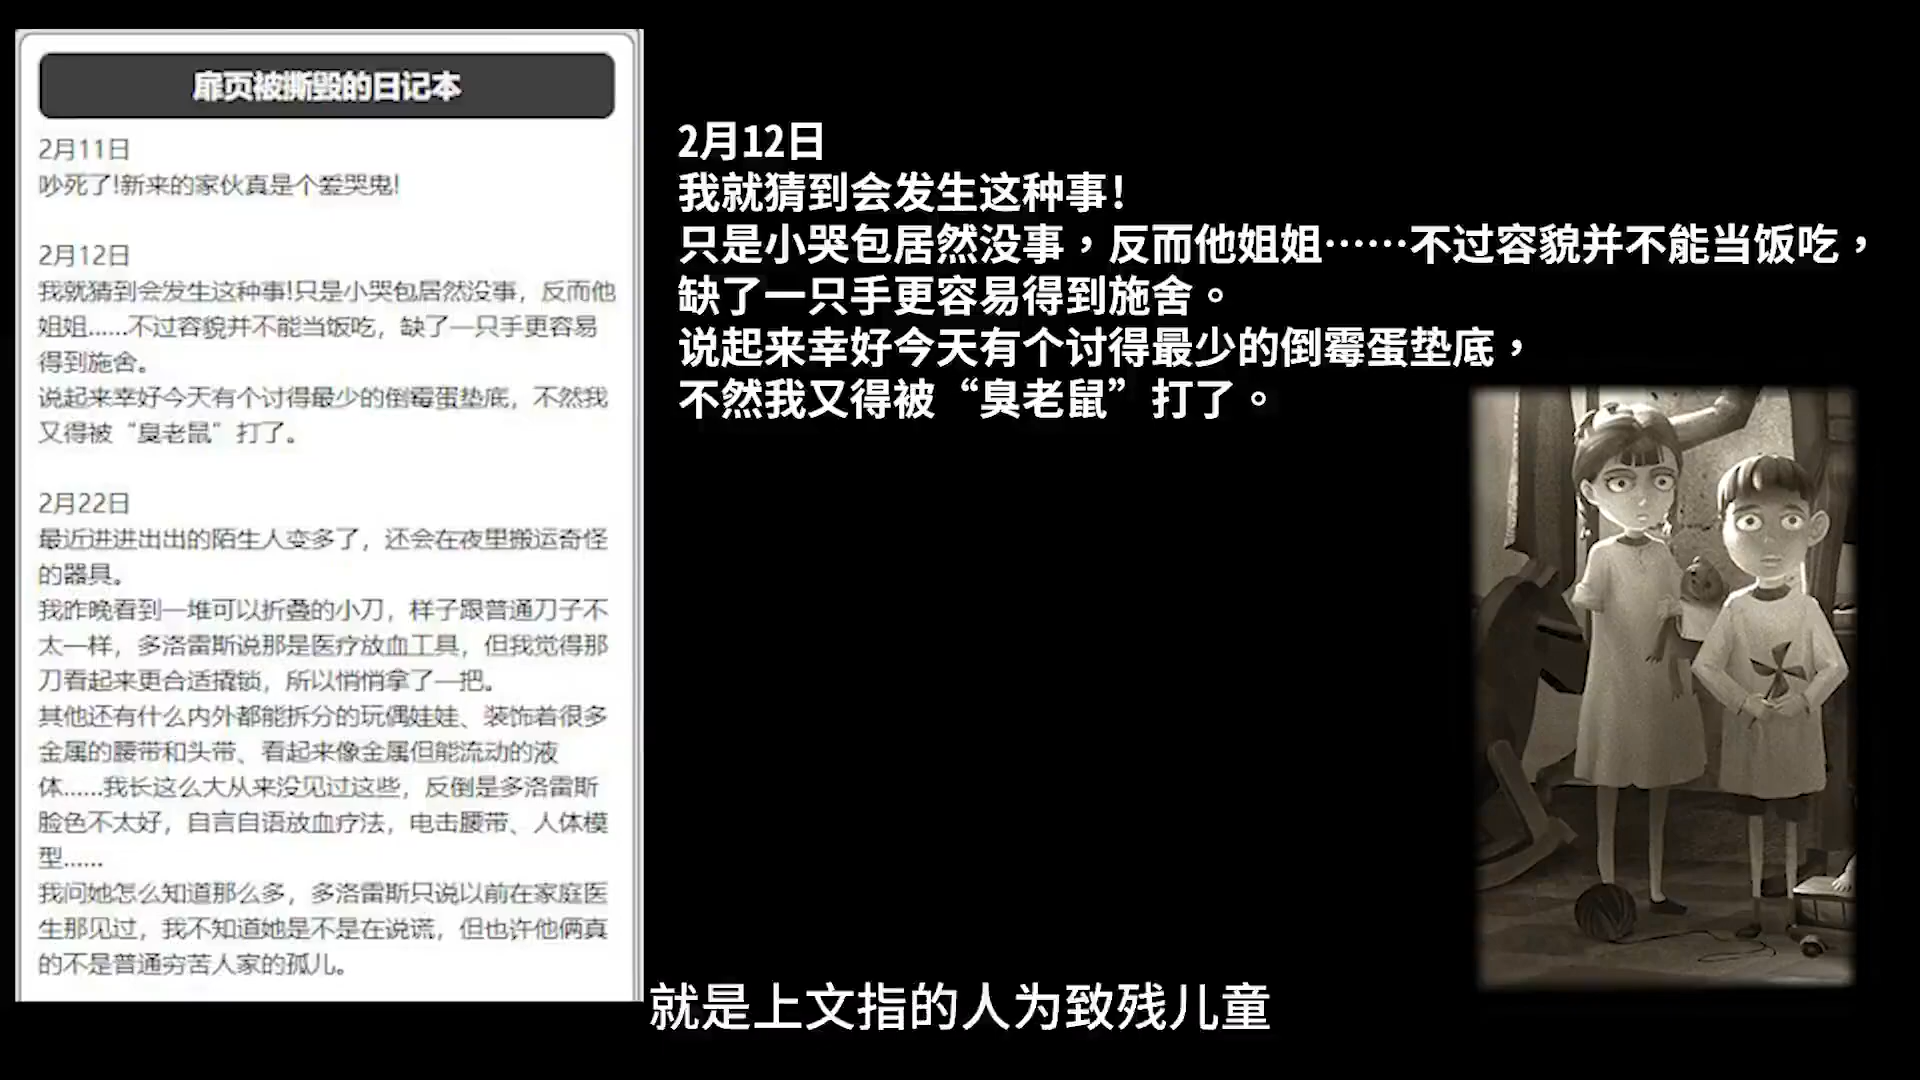 扉页被撕毁的日记本
2月11日
吵死了!新来的家伙真是个爱哭鬼!
2月12日
我就猜到会发生这种事!只是小哭包居然没事，反而他
姐姐......不过容貌并不能当饭吃，缺了一只手更容易
得到施舍。
说起来幸好今天有个讨得最少的倒霉蛋垫底，不然我
又得被“臭老鼠”打了。
2月22日
最近进进出出的陌生人变多了，还会在夜里搬运奇怪
的器具。
我昨晚看到一堆可以折叠的小刀，样子跟普通刀子不
太一样，多洛雷斯说那是医疗放血工具，但我觉得那
刀看起来更合适撬锁，所以悄悄拿了一把。
其他还有什么内外都能拆分的玩偶娃娃、装饰着很多
金属的腰带和头带、看起来像金属但能流动的液
体......我长这么大从来没见过这些，反倒是多洛雷斯
脸色不太好，自言自语放血疗法，电击腰带、人体模
型......
我问她怎么知道那么多，多洛雷斯只说以前在家庭医
生那见过，我不知道她是不是在说谎，但也许他俩真
的不是普通穷苦人家的孤儿。
2月12日
我就猜到会发生这种事！
只是小哭包居然没事，反而他姐姐……不过容貌并不能当饭吃，
缺了一只手更容易得到施舍。
说起来幸好今天有个讨得最少的倒霉蛋垫底，
不然我又得被“臭老鼠”打了。
就是上文指的人为致残儿童